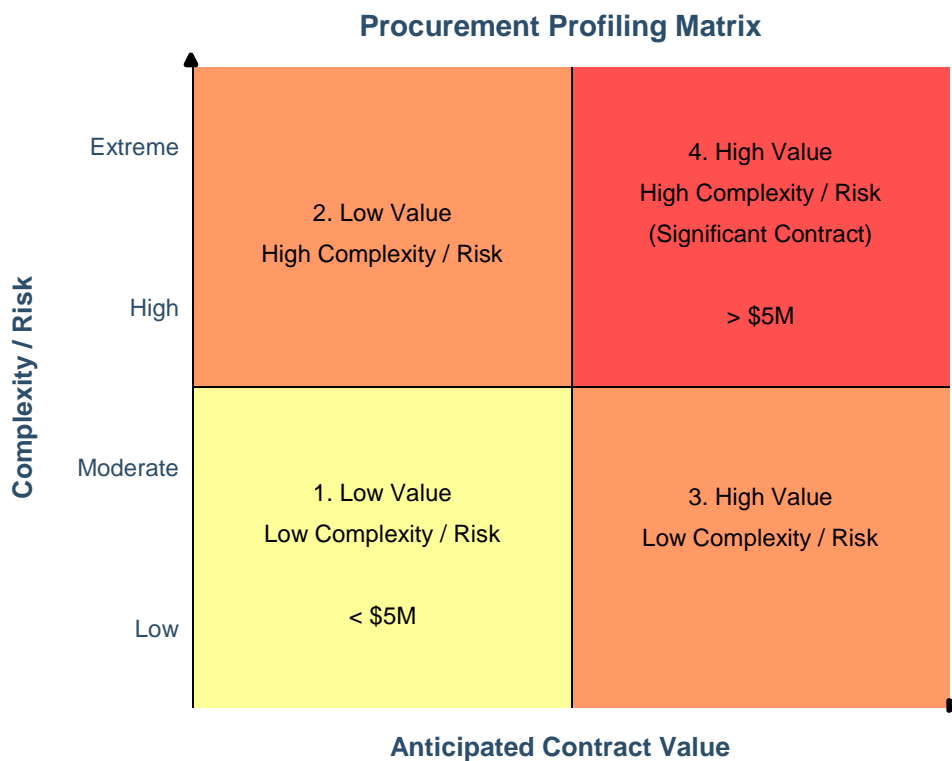 Procurement Profiling Matrix
Extreme
High
Moderate
Low
Complexity / Risk
2. Low Value
High Complexity / Risk
4. High Value
High Complexity / Risk
(Significant Contract)
> $5M
1. Low Value
Low Complexity / Risk
< $5M
3. High Value
Low Complexity / Risk
Anticipated Contract Value